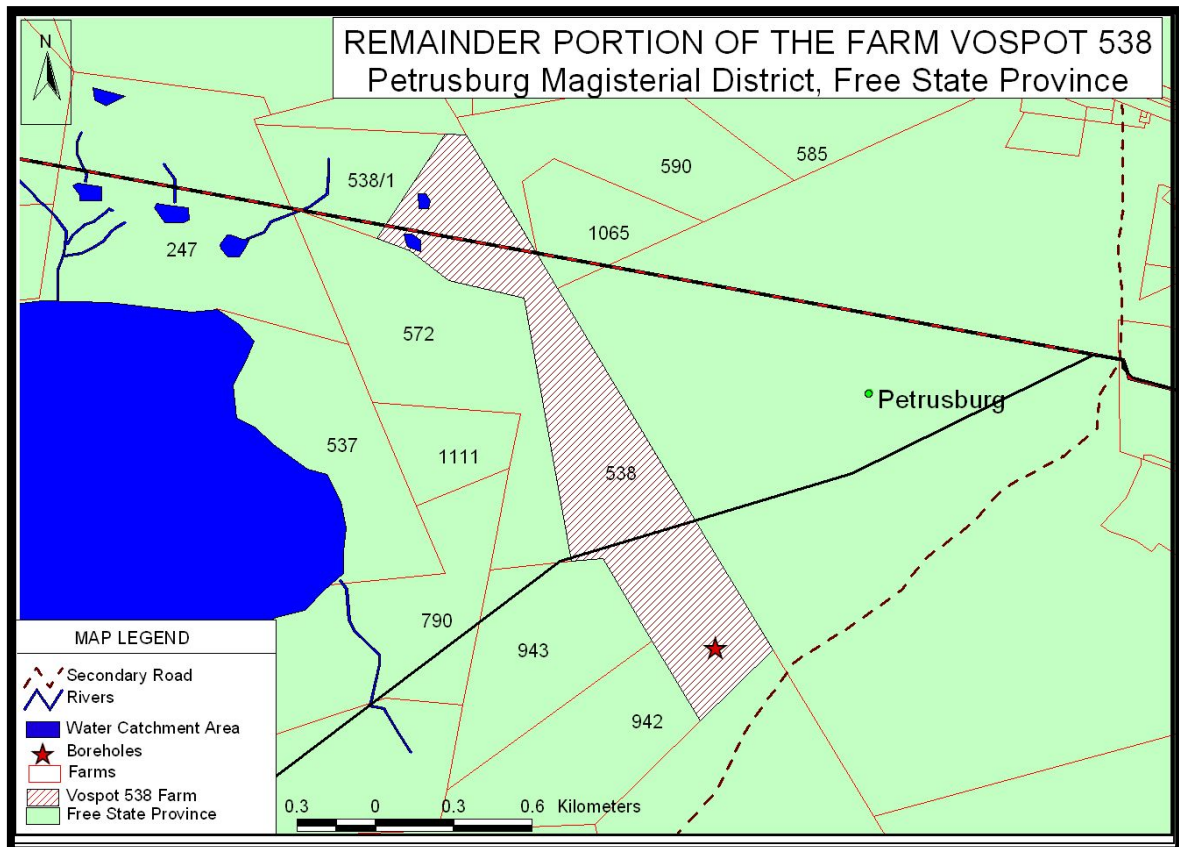 N
REMAINDER PORTION OF THE FARM VOSPOT 538
Petrusburg Magisterial District, Free State Province
585
590
538/1
1065
247
572
Petrusburg
537
1111
538
790
943
942
MAP LEGEND
Secondary Road
Rivers
Water Catchment Area
Boreholes
Farms
Vospot 538 Farm
Free State Province
0.3 0 0.3 0.6 Kilometers